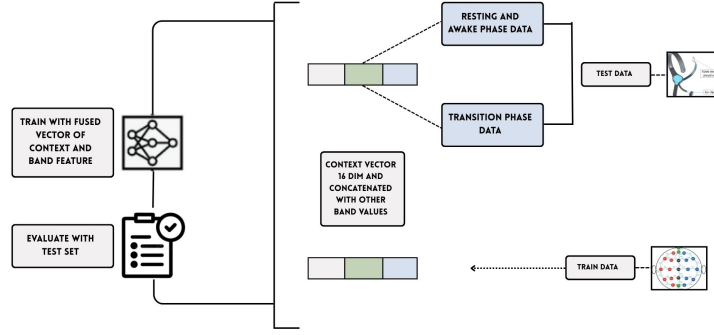 RESTING AND
AWAKE PHASE DATA
TEST DATA
TRANSITION PHASE
DATA
TRAIN WITH FUSED
VECTOR OF
CONTEXT AND
BAND FEATURE
CONTEXT VECTOR
16 DIM AND
CONCATENATED
WITH OTHER
BAND VALUES
EVALUATE WITH
TEST SET
TRAIN DATA